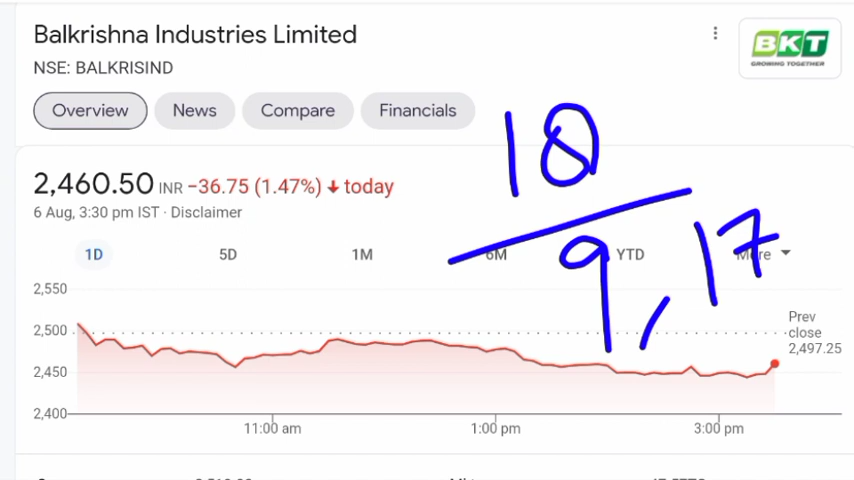 Balkrishna Industries Limited
NSE: BALKRISIND
BKT
GROWING TOGETHER
Overview News Compare Financials
18
2,460.50 INR −36.75 (1.47%) ↓ today
6 Aug, 3:30 pm IST · Disclaimer
9, 17
1D 5D 1M 6M YTD More
2,550
2,500
2,450
2,400
Prev
close
2,497.25
11:00 am 1:00 pm 3:00 pm